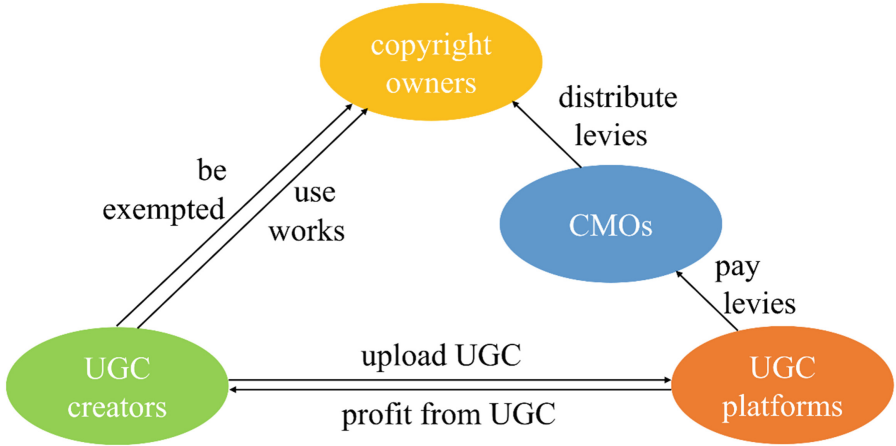 copyright
owners
distribute
levies
be
exempted
use
works
CMOs
pay
levies
UGC
creators
upload UGC
profit from UGC
UGC
platforms